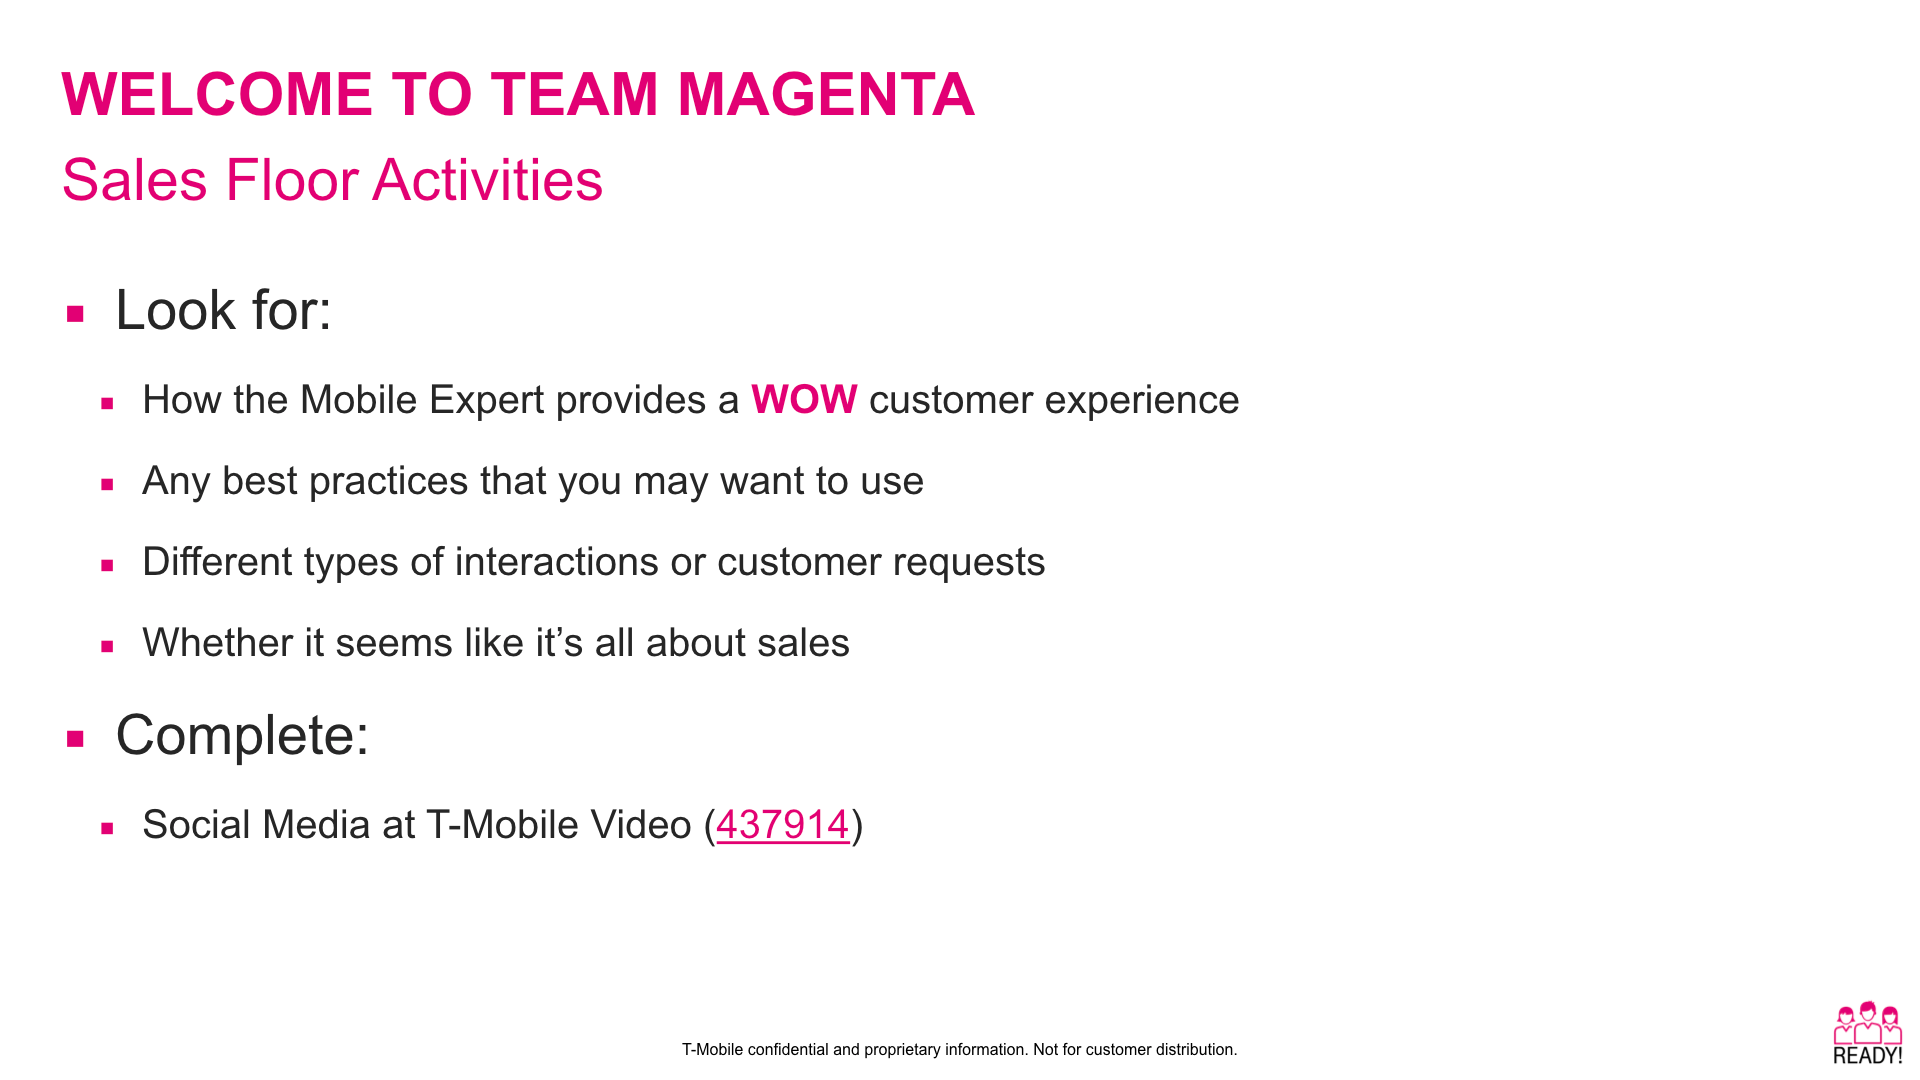 WELCOME TO TEAM MAGENTA
Sales Floor Activities
Look for:
How the Mobile Expert provides a WOW customer experience
Any best practices that you may want to use
Different types of interactions or customer requests
Whether it seems like it’s all about sales
Complete:
Social Media at T-Mobile Video (437914)
T-Mobile confidential and proprietary information. Not for customer distribution.
READY!